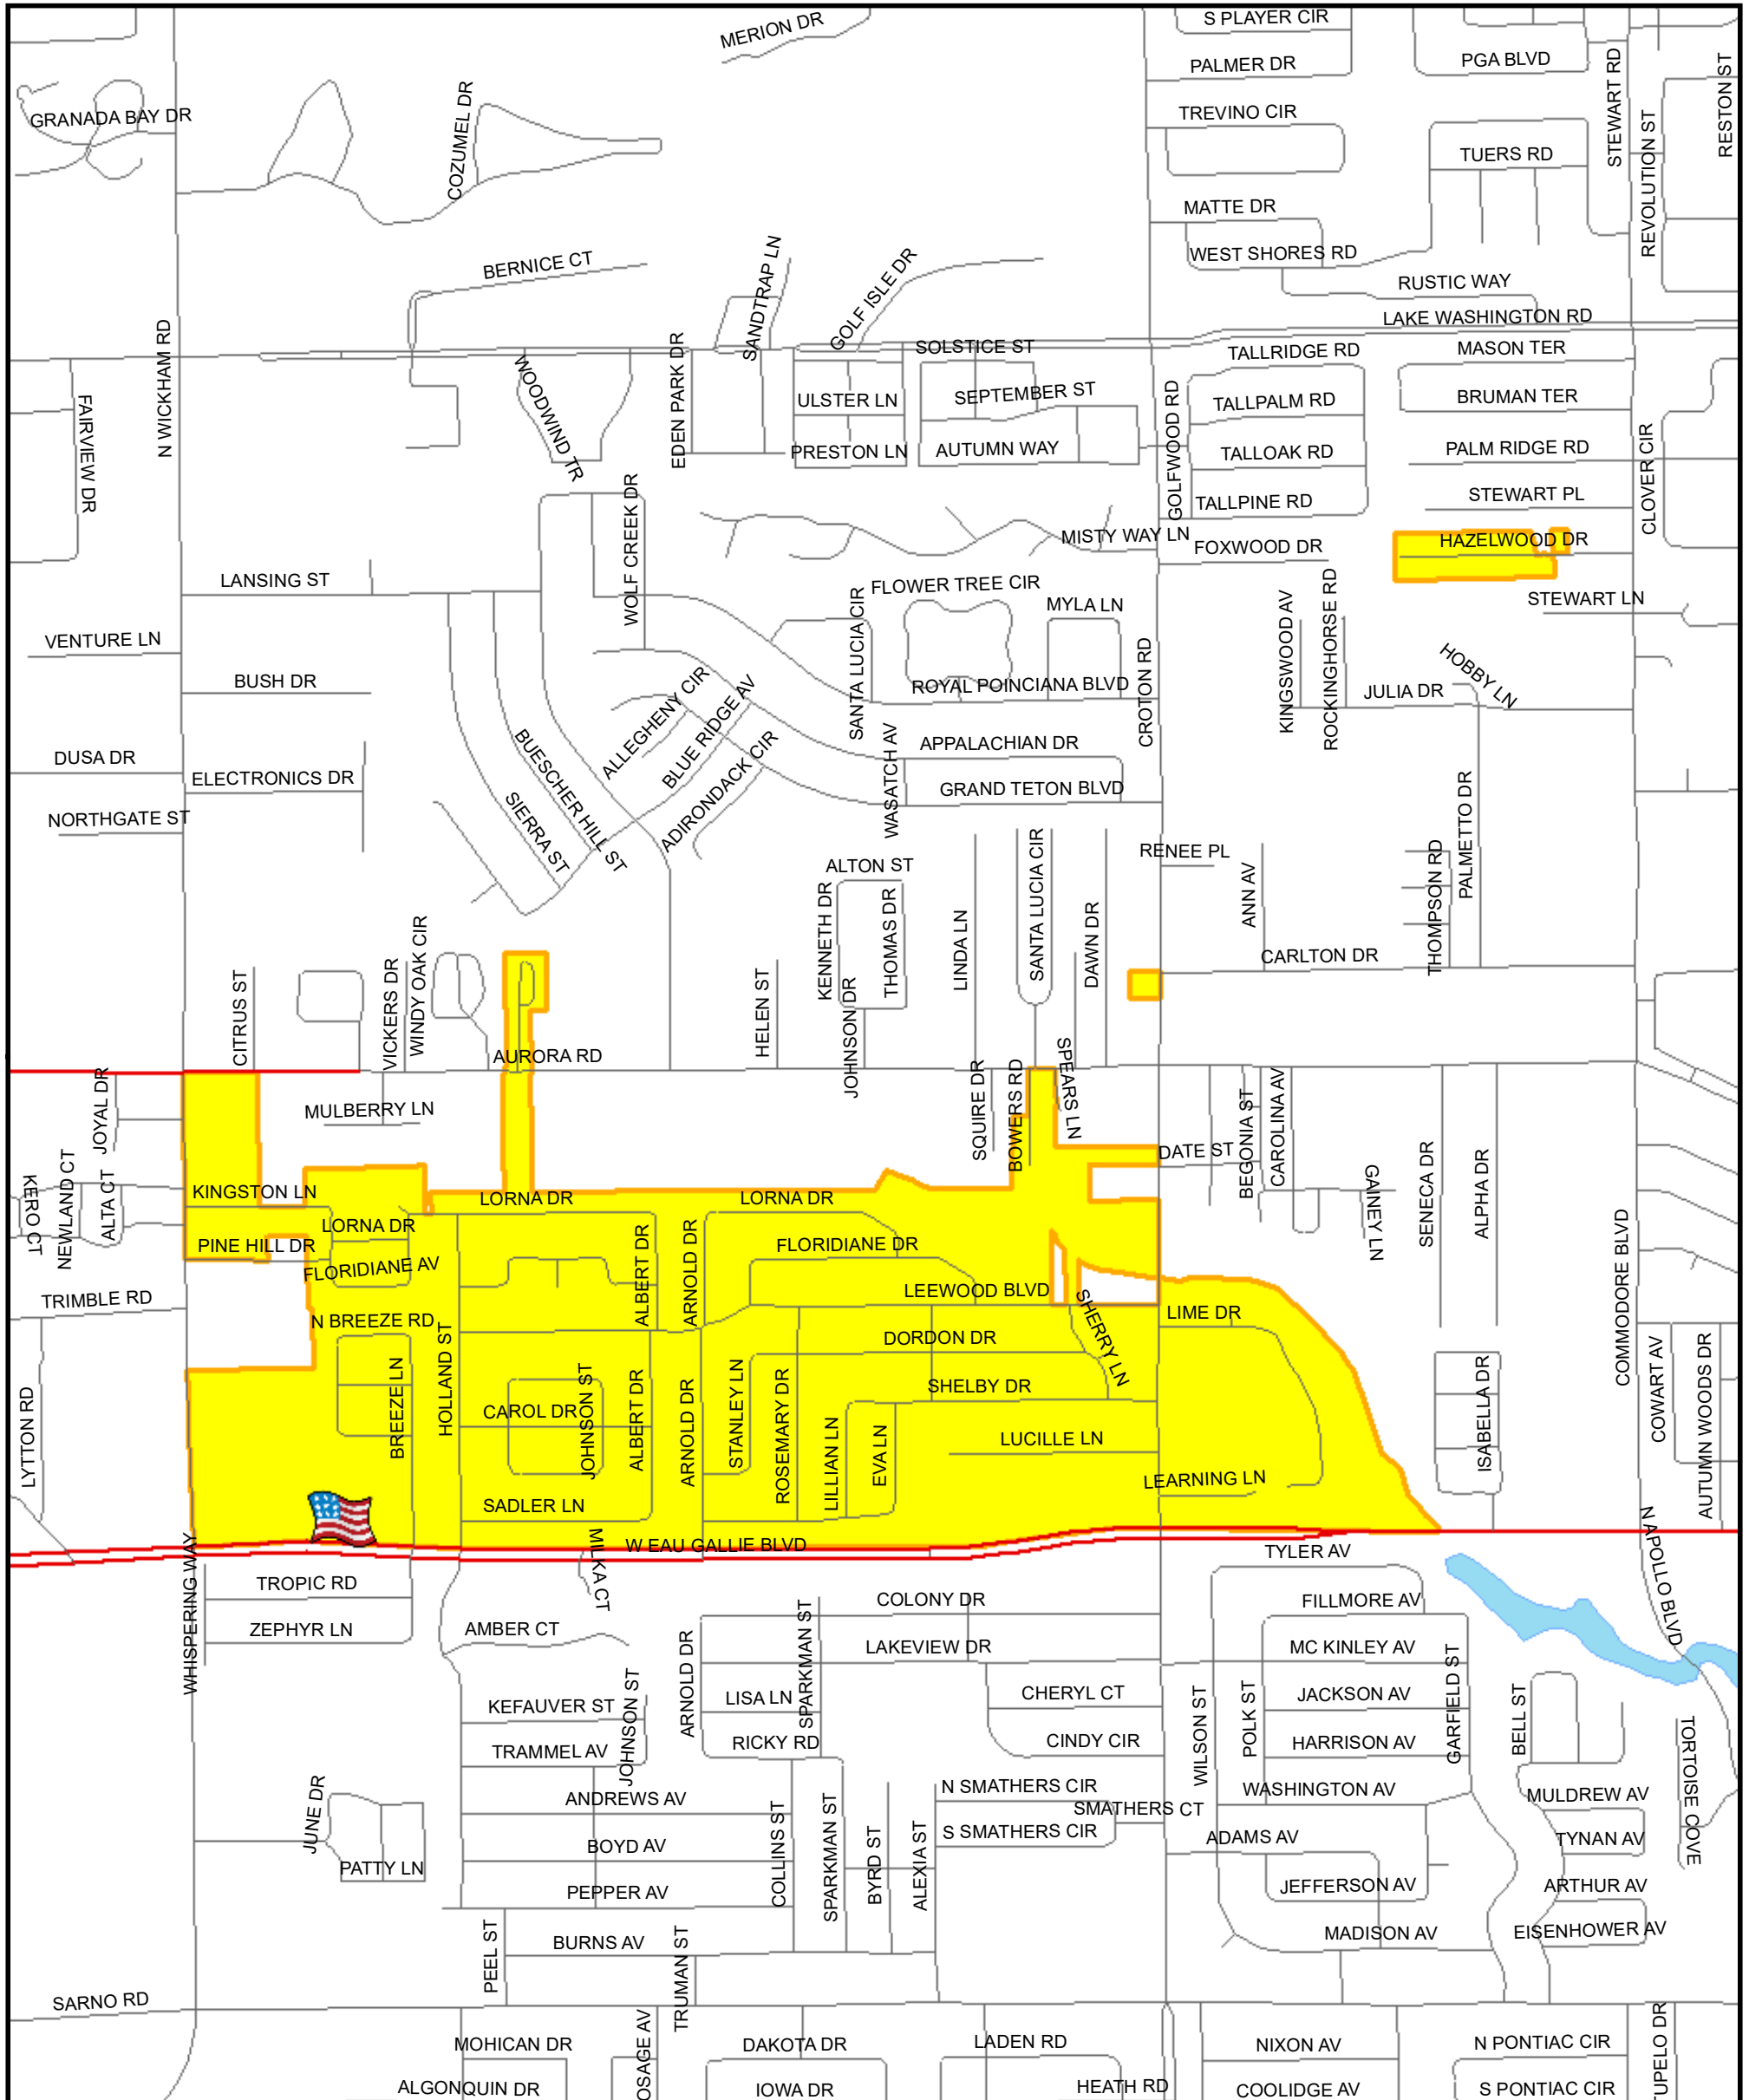 MERION DR
S PLAYER CIR
PALMER DR
PGA BLVD
STEWART RD
RESTON ST
GRANADA BAY DR
COZUMEL DR
TREVINO CIR
TUERS RD
REVOLUTION ST
MATTE DR
WEST SHORES RD
BERNICE CT
SANDTRAP LN
GOLF ISLE DR
RUSTIC WAY
LAKE WASHINGTON RD
N WICKHAM RD
SOLSTICE ST
TALLRIDGE RD
MASON TER
FAIRVIEW DR
WOODWIND TR
EDEN PARK DR
ULSTER LN
SEPTEMBER ST
GOLFWOOD RD
TALLPALM RD
BRUMAN TER
PRESTON LN
AUTUMN WAY
TALLOAK RD
PALM RIDGE RD
CLOVER CIR
WOLF CREEK DR
TALLPINE RD
STEWART PL
MISTY WAY LN
FOXWOOD DR
HAZELWOOD DR
LANSING ST
FLOWER TREE CIR
MYLA LN
STEWART LN
SANTA LUCIA CIR
KINGSWOOD AV
ROCKINGHORSE RD
VENTURE LN
BUSH DR
ALLEGHENY CIR
BLUE RIDGE AV
ROYAL POINCIANA BLVD
CROTON RD
JULIA DR
HOBBY LN
DUSA DR
ELECTRONICS DR
BUESCHER HILL ST
ADIRONDACK CIR
WASATCH AV
APPALACHIAN DR
GRAND TETON BLVD
NORTHGATE ST
SIERRA ST
PALMETTO DR
RENEE PL
ALTON ST
KENNETH DR
THOMAS DR
LINDA LN
SANTA LUCIA CIR
DAWN DR
ANN AV
THOMPSON RD
CARLTON DR
CITRUS ST
VICKERS DR
WINDY OAK CIR
HELEN ST
JOHNSON DR
AURORA RD
JOYAL DR
MULBERRY LN
SQUIRE DR
BOWERS RD
SPEARS LN
DATE ST
BEGONIA ST
CAROLINA AV
KERO CT
NEWLAND CT
ALTA CT
KINGSTON LN
LORNA DR
LORNA DR
GAINEY LN
SENECA DR
ALPHA DR
LORNA DR
PINE HILL DR
FLORIDIANE AV
ALBERT DR
ARNOLD DR
FLORIDIANE DR
LEEWOOD BLVD
COMMODORE BLVD
TRIMBLE RD
N BREEZE RD
HOLLAND ST
DORDON DR
SHERRY LN
LIME DR
LYTTON RD
BREEZE LN
CAROL DR
JOHNSON ST
ALBERT DR
ARNOLD DR
STANLEY LN
ROSEMARY DR
SHELBY DR
LILLIAN LN
EVA LN
LUCILLE LN
ISABELLA DR
COWART AV
AUTUMN WOODS DR
LEARNING LN
SADLER LN
WHISPERING WAY
W EAU GALLIE BLVD
MILKA CT
TYLER AV
N APOLLO BLVD
TROPIC RD
COLONY DR
FILLMORE AV
ZEPHYR LN
AMBER CT
ARNOLD DR
SPARKMAN ST
LAKEVIEW DR
MC KINLEY AV
KEFAUVER ST
JOHNSON ST
LISA LN
CHERYL CT
WILSON ST
POLK ST
JACKSON AV
GARFIELD ST
BELL ST
TRAMMEL AV
RICKY RD
CINDY CIR
HARRISON AV
TORTOISE COVE
JUNE DR
ANDREWS AV
N SMATHERS CIR
SMATHERS CT
WASHINGTON AV
MULDREW AV
BOYD AV
COLLINS ST
SPARKMAN ST
BYRD ST
ALEXIA ST
S SMATHERS CIR
ADAMS AV
TYNAN AV
PATTY LN
PEPPER AV
JEFFERSON AV
ARTHUR AV
PEEL ST
BURNS AV
TRUMAN ST
MADISON AV
EISENHOWER AV
SARNO RD
MOHICAN DR
OSAGE AV
DAKOTA DR
LADEN RD
NIXON AV
N PONTIAC CIR
TUPELO DR
ALGONQUIN DR
IOWA DR
HEATH RD
COOLIDGE AV
S PONTIAC CIR